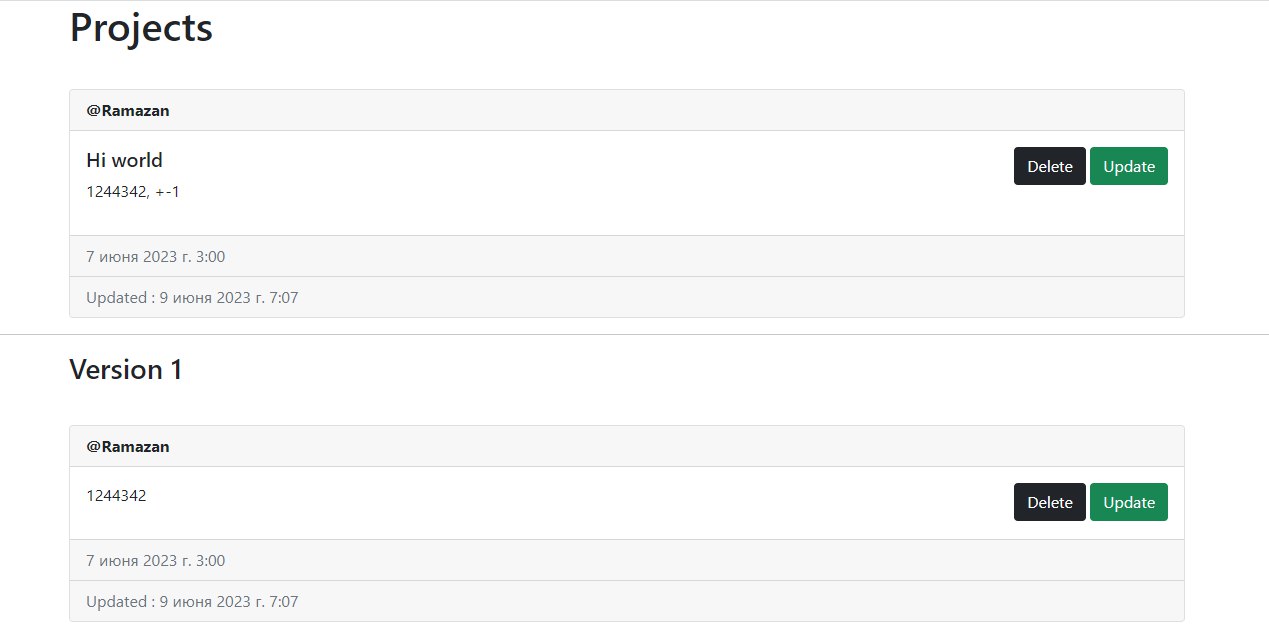 Projects
@Ramazan
Hi world
Delete Update
1244342, +-1
7 июня 2023 г. 3:00
Updated : 9 июня 2023 г. 7:07
Version 1
@Ramazan
1244342
Delete Update
7 июня 2023 г. 3:00
Updated : 9 июня 2023 г. 7:07